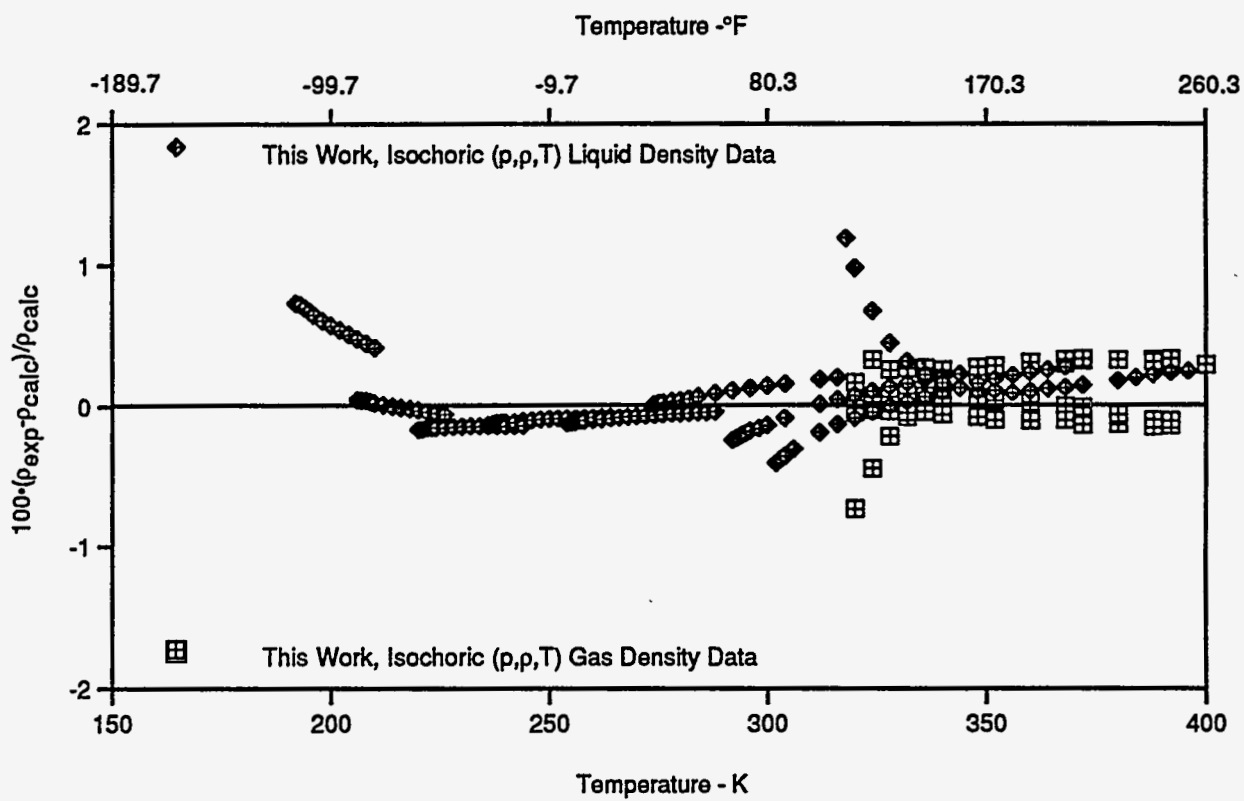 Temperature -°F
-189.7 -99.7 -9.7 80.3 170.3 260.3
2
This Work, Isochoric (p,ρ,T) Liquid Density Data
1
100•(ρexp-ρcalc)/ρcalc
0
-1
This Work, Isochoric (p,ρ,T) Gas Density Data
-2
150 200 250 300 350 400
Temperature - K